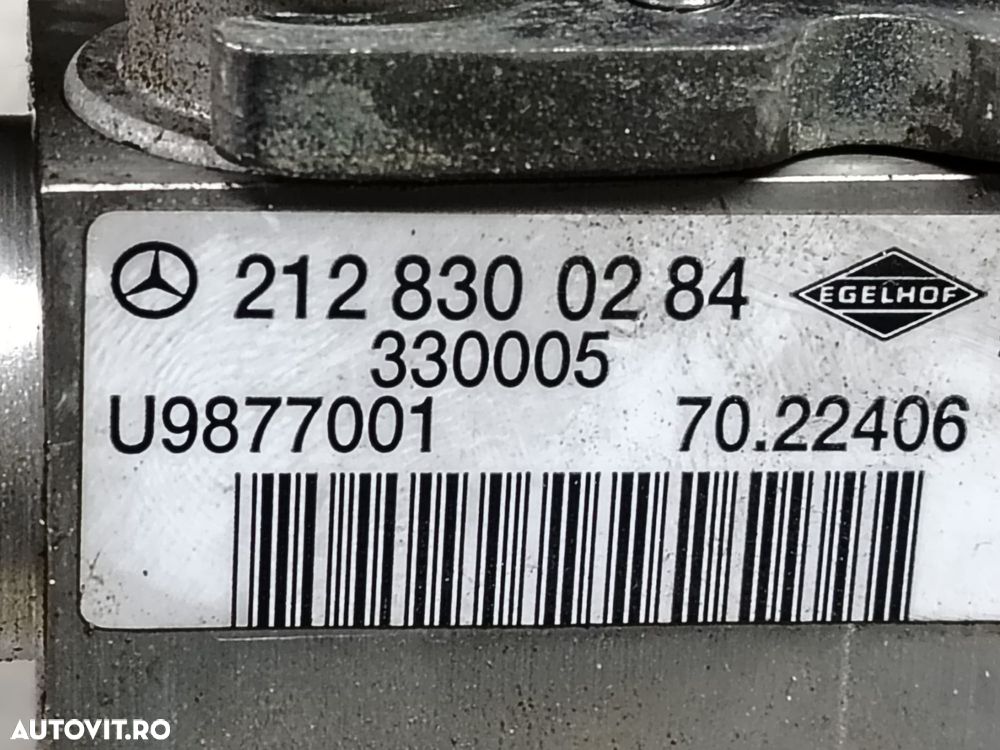 212 830 02 84 EGELHOF
330005
U9877001 70.22406
AUTOVIT.RO